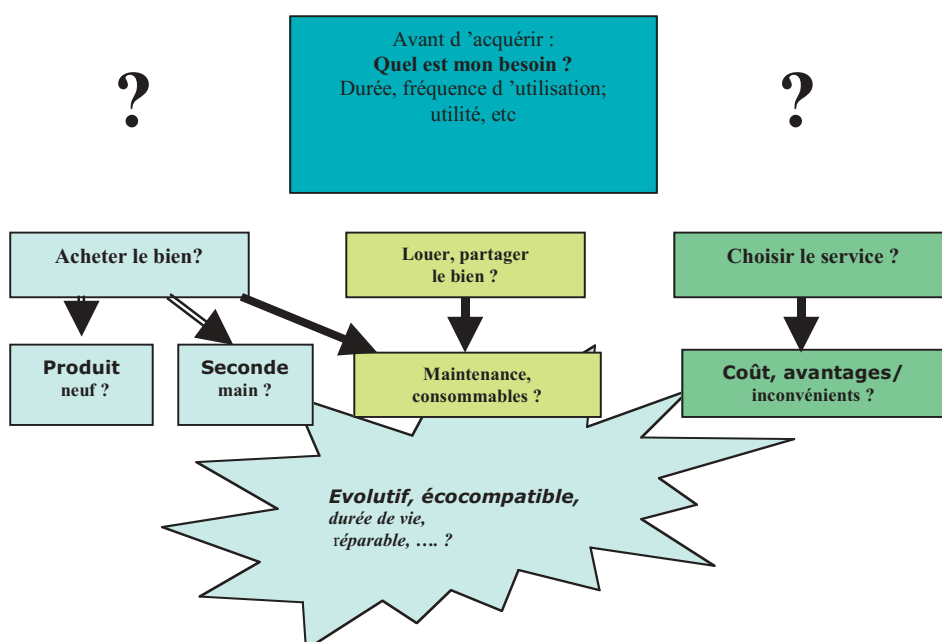 Avant d ’acquérir :
Quel est mon besoin ?
Durée, fréquence d ’utilisation;
utilité, etc
?
?
Acheter le bien?
Louer, partager
le bien ?
Choisir le service ?
Produit
neuf ?
Seconde
main ?
Maintenance,
consommables ?
Coût, avantages/
inconvénients ?
Evolutif, écocompatible,
durée de vie,
réparable, .... ?